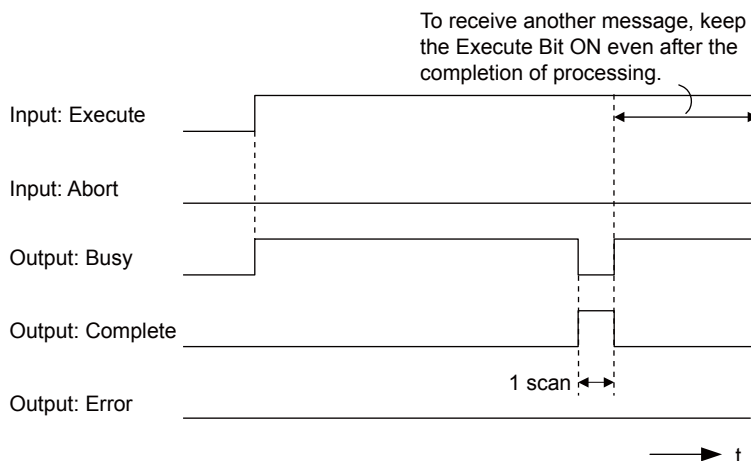 To receive another message, keep
the Execute Bit ON even after the
completion of processing.
Input: Execute
Input: Abort
Output: Busy
Output: Complete
1 scan
Output: Error
t